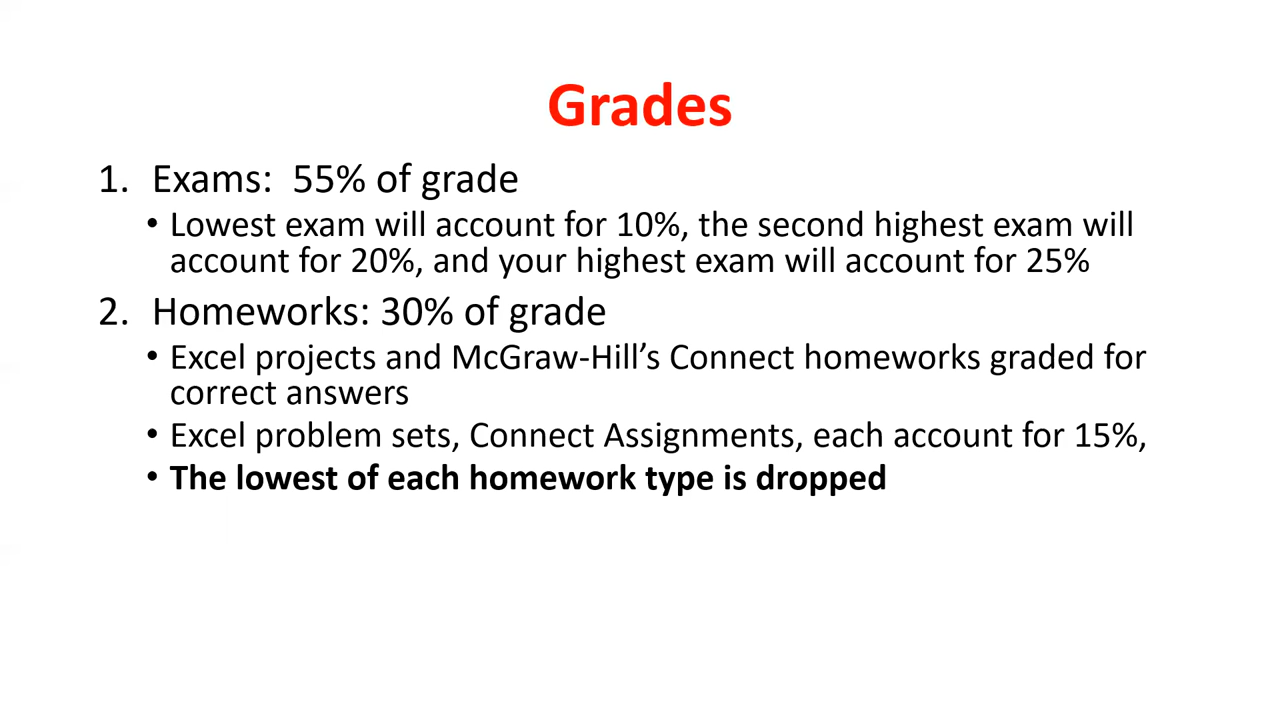 Grades
1. Exams: 55% of grade
• Lowest exam will account for 10%, the second highest exam will
account for 20%, and your highest exam will account for 25%
2. Homeworks: 30% of grade
• Excel projects and McGraw-Hill’s Connect homeworks graded for
correct answers
• Excel problem sets, Connect Assignments, each account for 15%,
• The lowest of each homework type is dropped